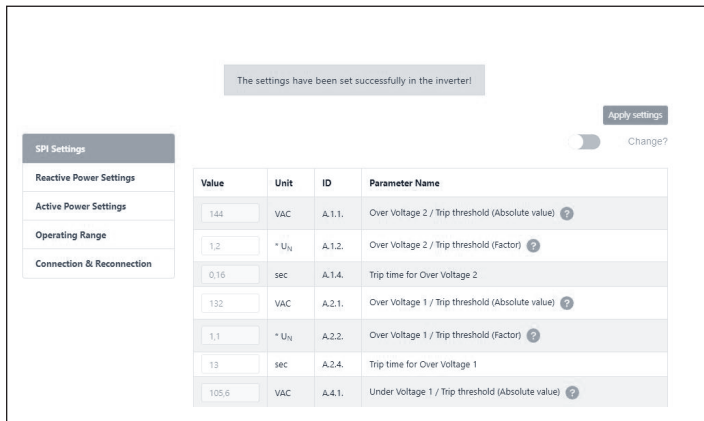 The settings have been set successfully in the inverter!
Apply settings
Change?
SPI Settings
Reactive Power Settings
Active Power Settings
Operating Range
Connection & Reconnection
Value Unit ID Parameter Name
144 VAC A.1.1. Over Voltage 2 / Trip threshold (Absolute value) ?
1,2 * UN A.1.2. Over Voltage 2 / Trip threshold (Factor) ?
0,16 sec A.1.4. Trip time for Over Voltage 2
132 VAC A.2.1. Over Voltage 1 / Trip threshold (Absolute value) ?
1,1 * UN A.2.2. Over Voltage 1 / Trip threshold (Factor) ?
13 sec A.2.4. Trip time for Over Voltage 1
105,6 VAC A.4.1. Under Voltage 1 / Trip threshold (Absolute value) ?